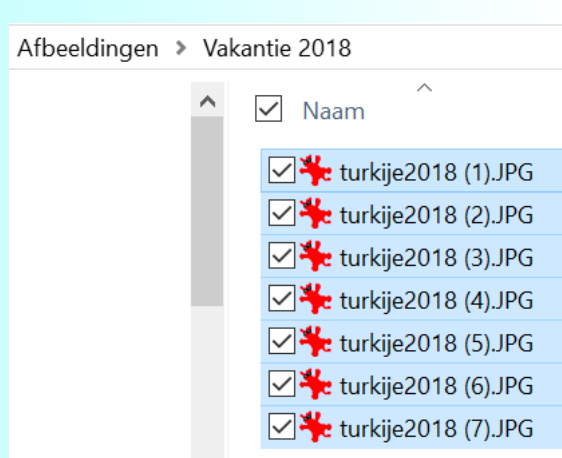 Afbeeldingen > Vakantie 2018
Naam
turkije2018 (1).JPG
turkije2018 (2).JPG
turkije2018 (3).JPG
turkije2018 (4).JPG
turkije2018 (5).JPG
turkije2018 (6).JPG
turkije2018 (7).JPG